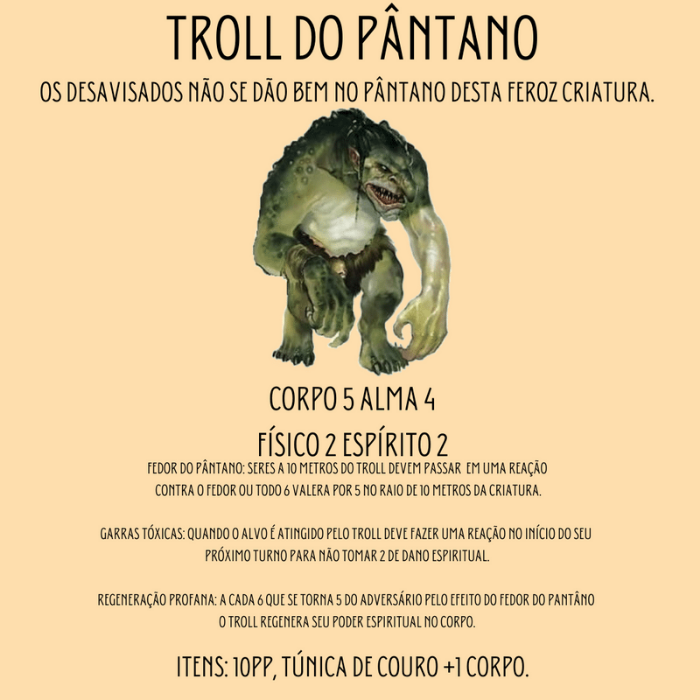 TROLL DO PÂNTANO
OS DESAVISADOS NÃO SE DÃO BEM NO PÂNTANO DESTA FEROZ CRIATURA.
CORPO 5 ALMA 4
FÍSICO 2 ESPÍRITO 2
FEDOR DO PÂNTANO: SERES A 10 METROS DO TROLL DEVEM PASSAR EM UMA REAÇÃO
CONTRA O FEDOR OU TODO 6 VALERA POR 5 NO RAIO DE 10 METROS DA CRIATURA.
GARRAS TÓXICAS: QUANDO O ALVO É ATINGIDO PELO TROLL DEVE FAZER UMA REAÇÃO NO INÍCIO DO SEU
PRÓXIMO TURNO PARA NÃO TOMAR 2 DE DANO ESPIRITUAL.
REGENERAÇÃO PROFANA: A CADA 6 QUE SE TORNA 5 DO ADVERSÁRIO PELO EFEITO DO FEDOR DO PANTÂNO
O TROLL REGENERA SEU PODER ESPIRITUAL NO CORPO.
ITENS: 10PP, TÚNICA DE COURO +1 CORPO.